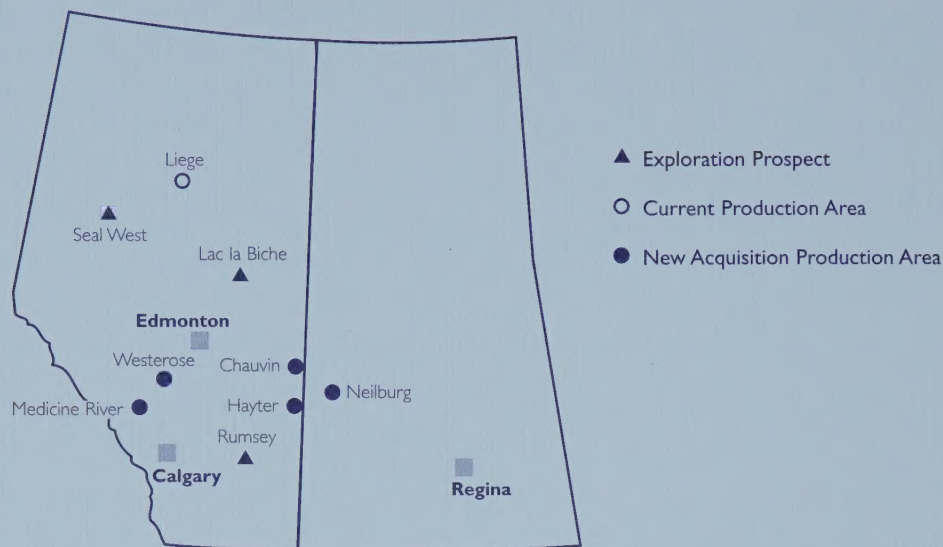 Liege
Seal West
Lac la Biche
Edmonton
Westerose
Chauvin
Neilburg
Medicine River
Hayter
Rumsey
Calgary
Regina
Exploration Prospect
Current Production Area
New Acquisition Production Area